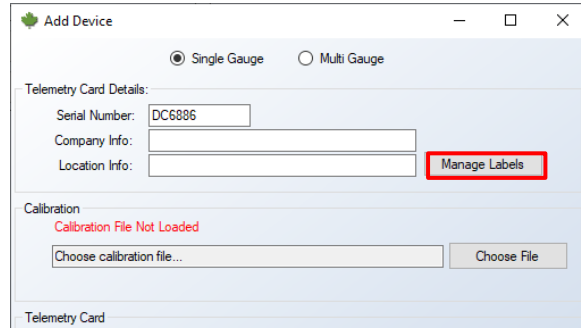 Add Device
Single Gauge Multi Gauge
Telemetry Card Details:
Serial Number: DC6886
Company Info:
Location Info: Manage Labels
Calibration
Calibration File Not Loaded
Choose calibration file... Choose File
Telemetry Card